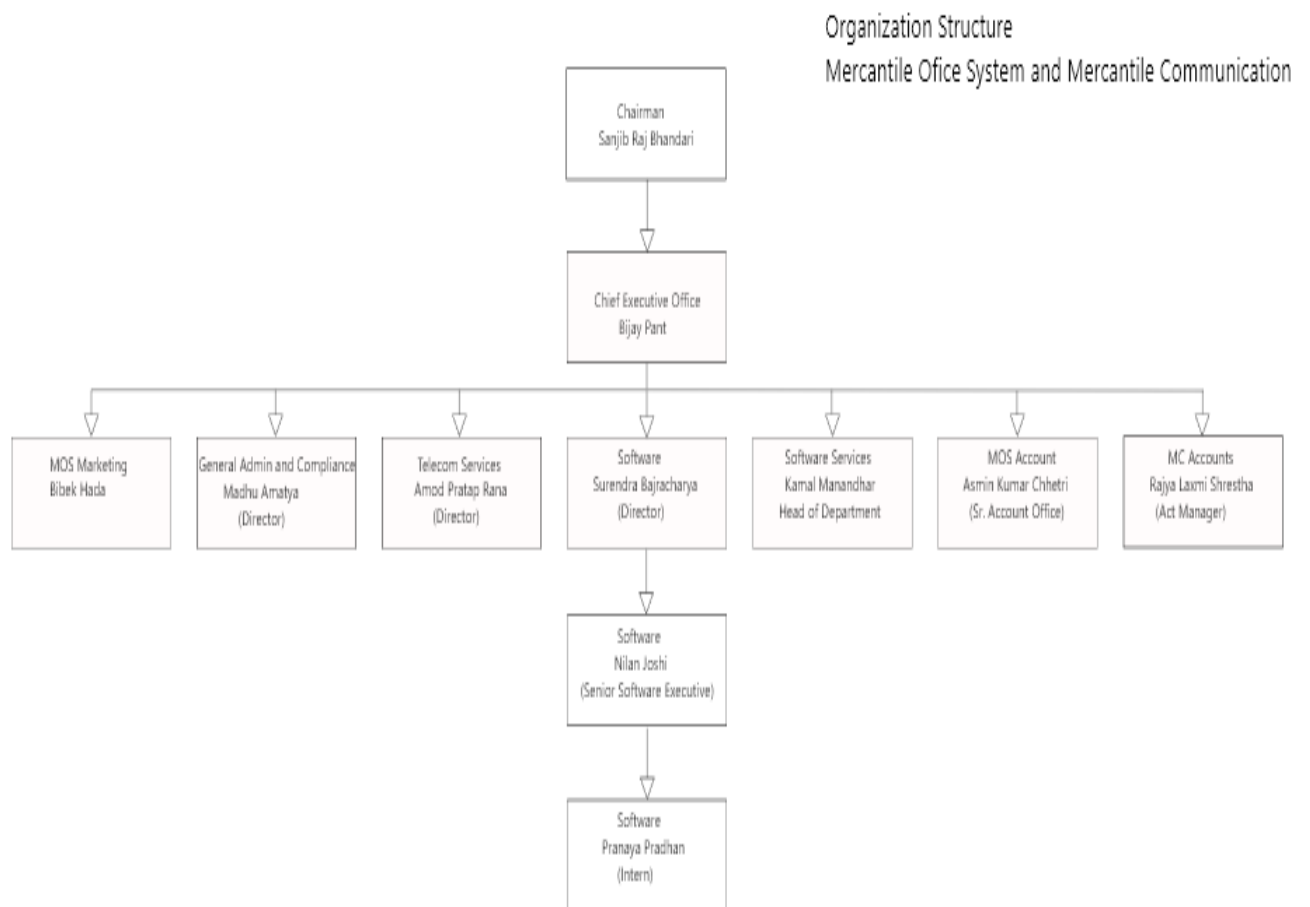 Organization Structure
Mercantile Ofice System and Mercantile Communication
Chairman
Sanjib Raj Bhandari
Chief Executive Office
Bijay Pant
MOS Marketing
Bibek Hada
General Admin and Compliance
Madhu Amatya
(Director)
Telecom Services
Amod Pratap Rana
(Director)
Software
Surendra Bajracharya
(Director)
Software Services
Kamal Manandhar
Head of Department
MOS Account
Asmin Kumar Chhetri
(Sr. Account Office)
MC Accounts
Rajya Laxmi Shrestha
(Act Manager)
Software
Nilan Joshi
(Senior Software Executive)
Software
Pranaya Pradhan
(Intern)